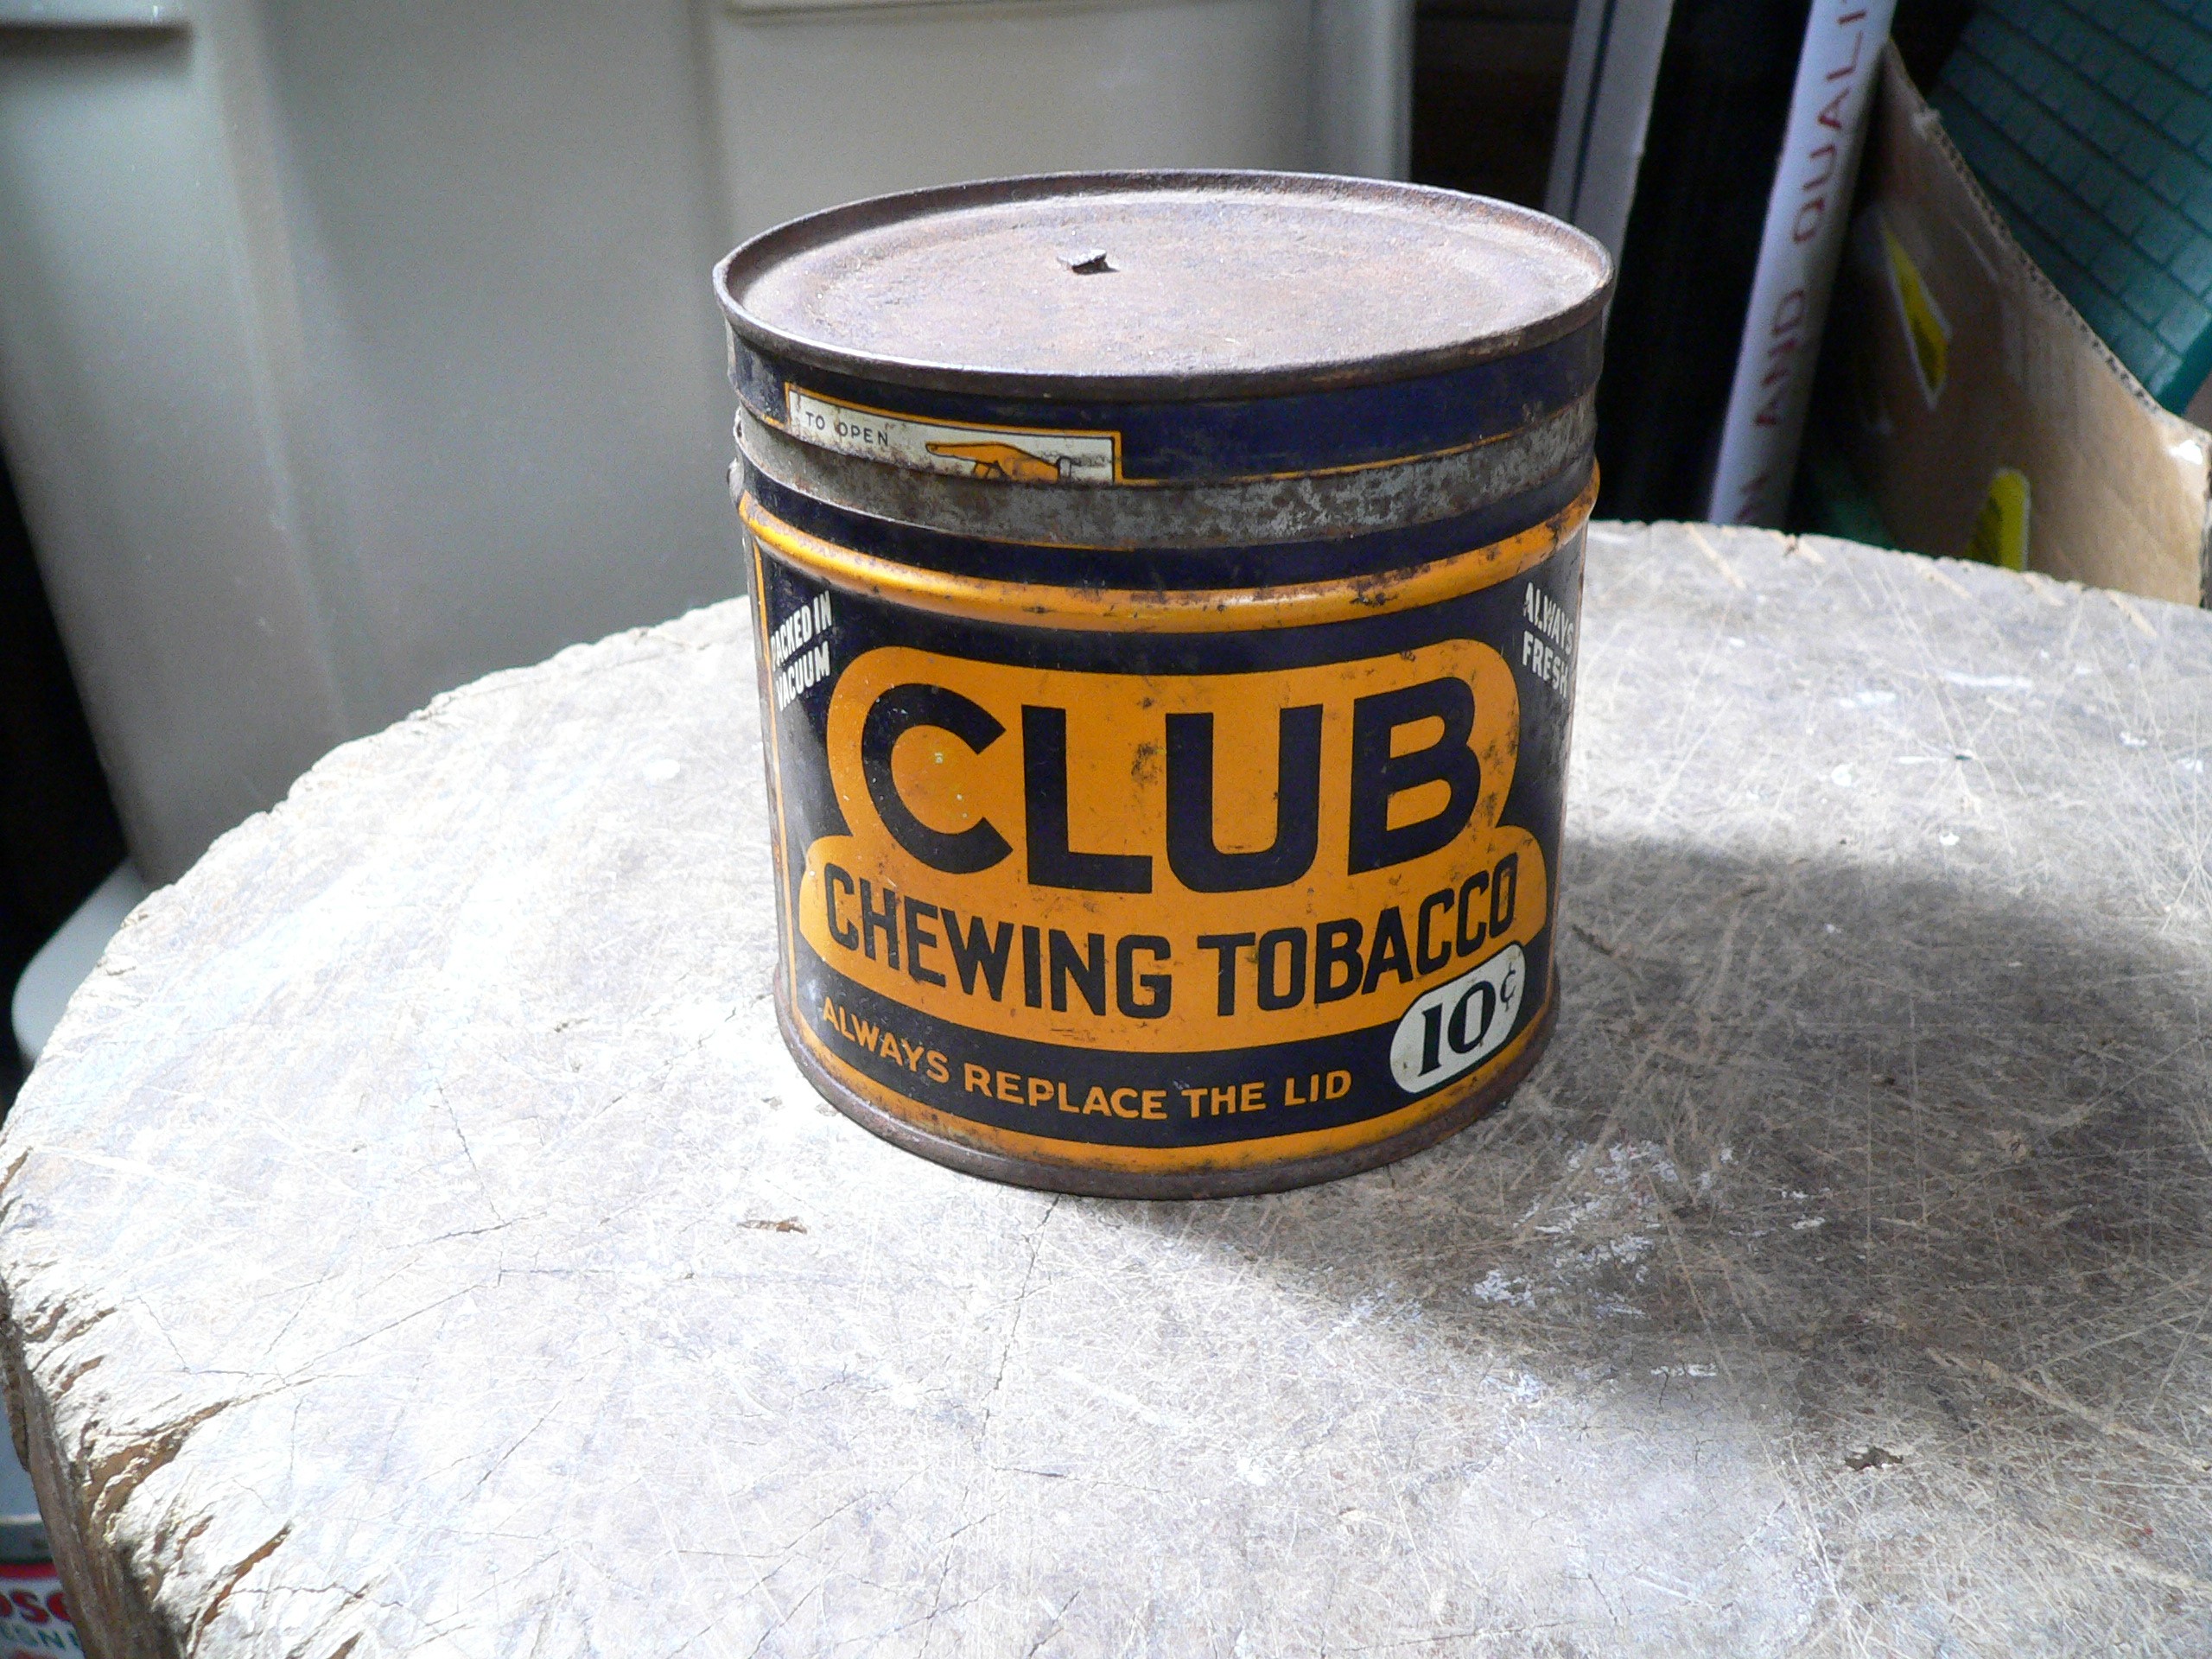 TO OPEN
PACKED IN
VACUUM
ALWAYS
FRESH
CLUB
CHEWING TOBACCO
10¢
ALWAYS REPLACE THE LID
AND QUALI